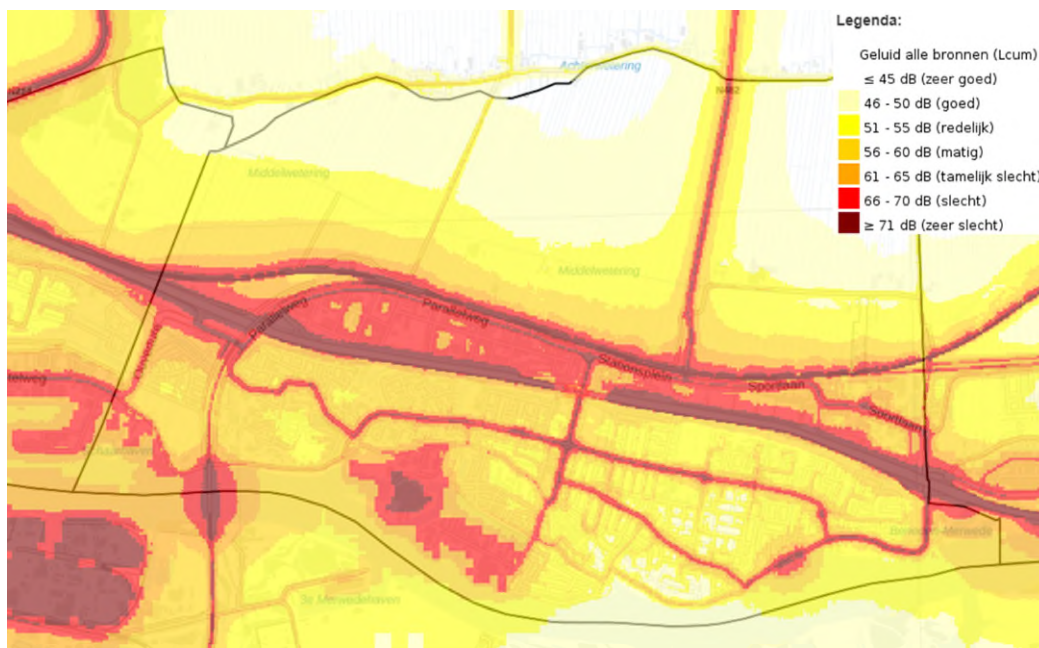 Legenda:
Geluid alle bronnen (Lcum)
≤ 45 dB (zeer goed)
46 - 50 dB (goed)
51 - 55 dB (redelijk)
56 - 60 dB (matig)
61 - 65 dB (tamelijk slecht)
66 - 70 dB (slecht)
≥ 71 dB (zeer slecht)
Middelwetering
Middelwetering
Parallelweg
Parallelweg
Stationsplein
Sportlaan
Sportlaan
3e Merwedehaven